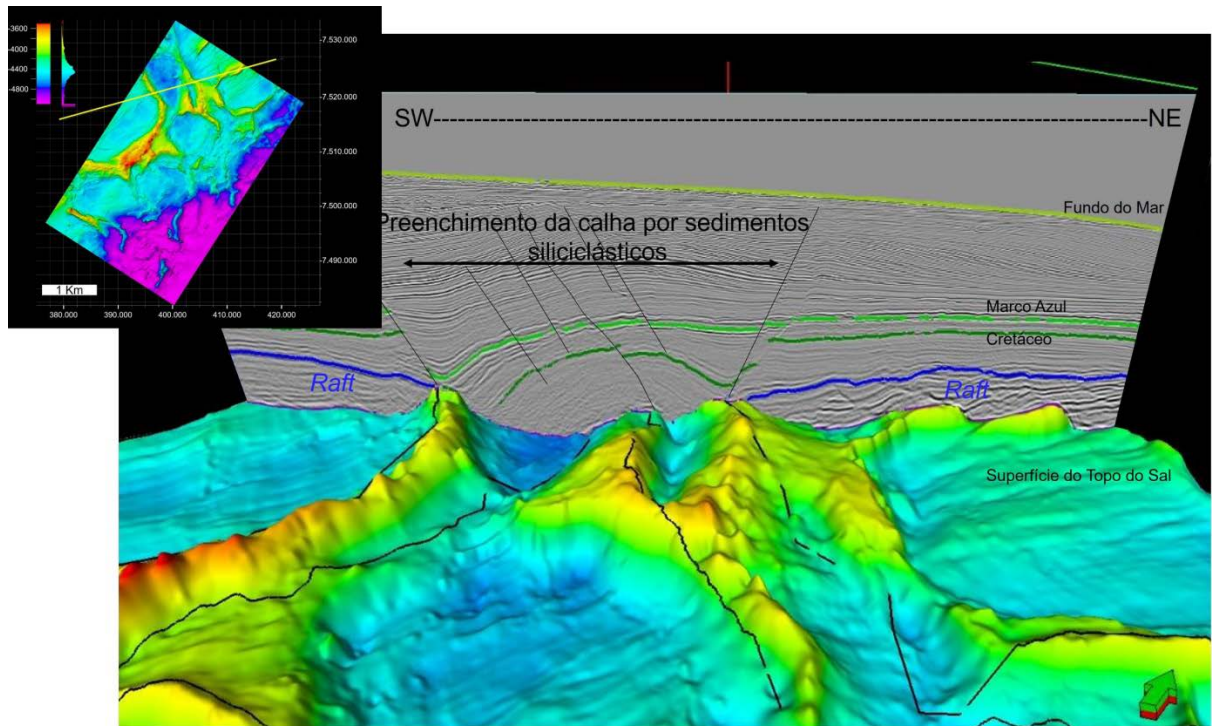 -3600
-4000
-4400
-4800
-7.530.000
-7.520.000
-7.510.000
-7.500.000
-7.490.000
1 Km
380.000
390.000
400.000
410.000
420.000
SW----------------------------------------------------------NE
Fundo do Mar
Preenchimento da calha por sedimentos
siliciclásticos
Marco Azul
Cretáceo
Raft
Raft
Superfície do Topo do Sal